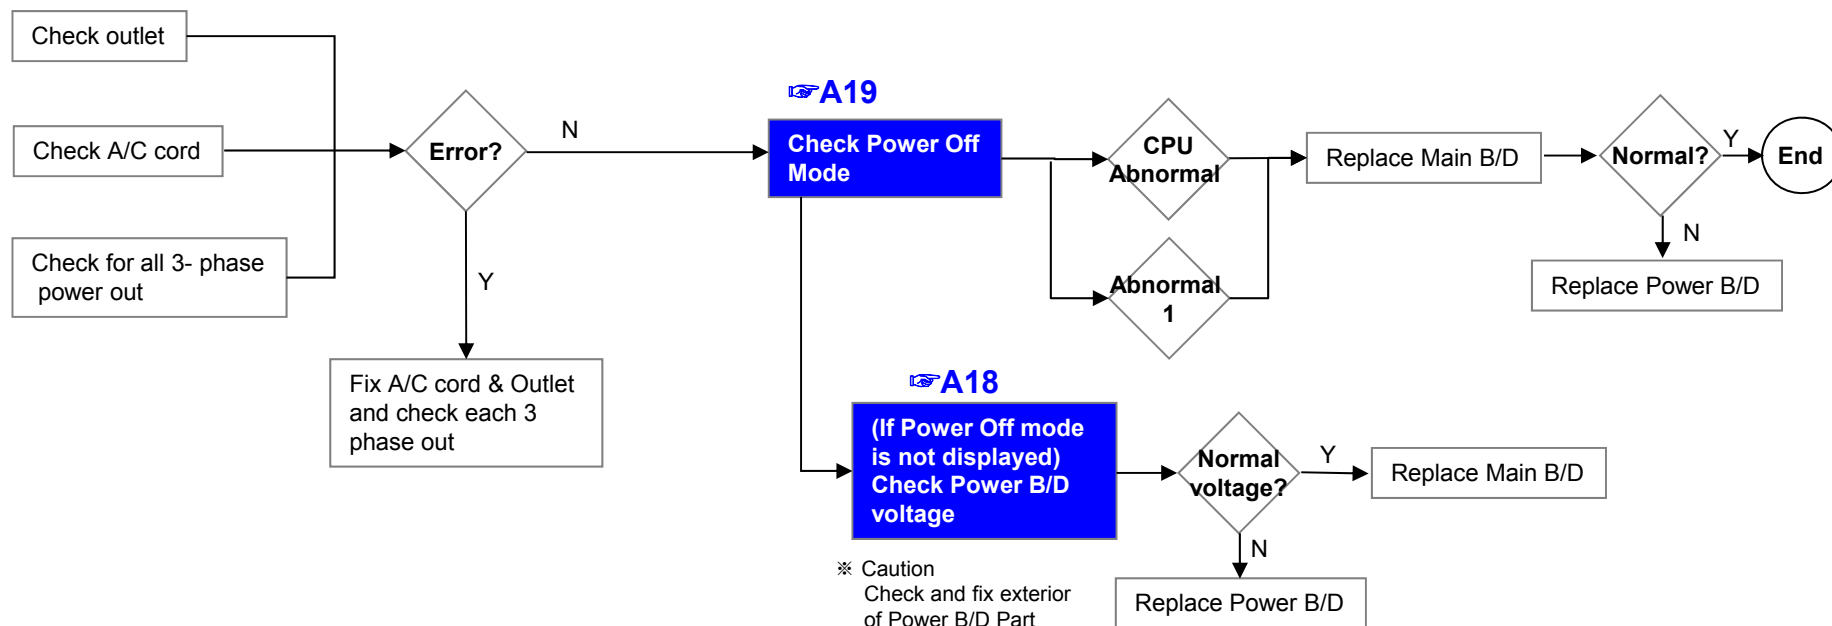 Check outlet
Check A/C cord
Check for all 3- phase
power out
Error?
N
Y
Fix A/C cord & Outlet
and check each 3
phase out
☞A19
Check Power Off
Mode
CPU
Abnormal
Abnormal
1
Replace Main B/D
Normal?
Y
End
N
Replace Power B/D
☞A18
(If Power Off mode
is not displayed)
Check Power B/D
voltage
Normal
voltage?
Y
Replace Main B/D
N
Replace Power B/D
※ Caution
Check and fix exterior
of Power B/D Part